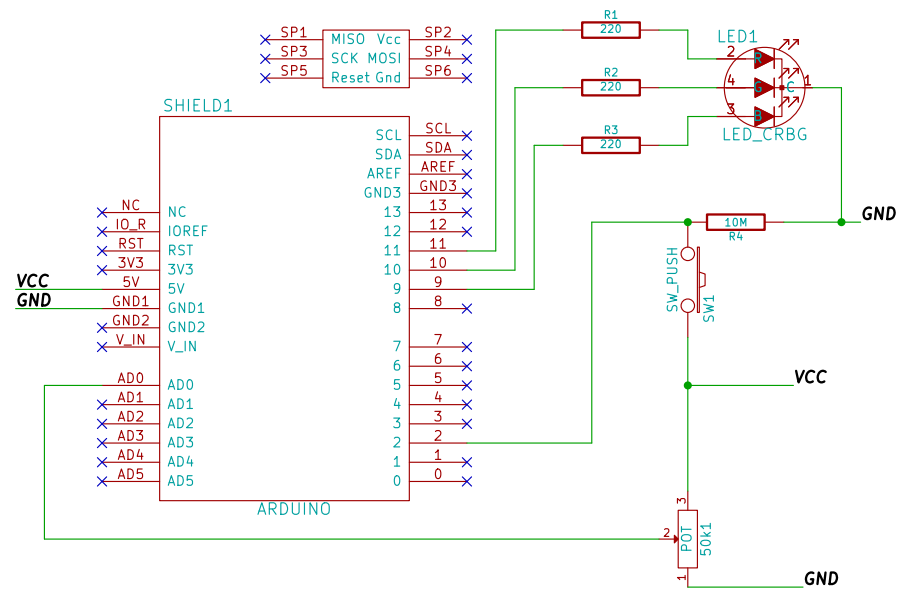 SP1 MISO Vcc SP2
SP3 SCK MOSI SP4
SP5 Reset Gnd SP6
SHIELD1
SCL SCL
SDA SDA
AREF AREF
GND3 GND3
NC NC 13 13
IO_R IOREF 12 12
RST RST 11 11
3V3 3V3 10 10
VCC 5V 5V 9 9
GND GND1 GND1 8 8
GND2 GND2
V_IN V_IN 7 7
6 6
AD0 AD0 5 5
AD1 AD1 4 4
AD2 AD2 3 3
AD3 AD3 2 2
AD4 AD4 1 1
AD5 AD5 0 0
ARDUINO
R1
220
R2
220
R3
220
LED1
2 R
4 G C 1
3 B
LED_CRBG
10M
R4
GND
SW_PUSH
SW1
VCC
3
2 POT 50k1
1
GND